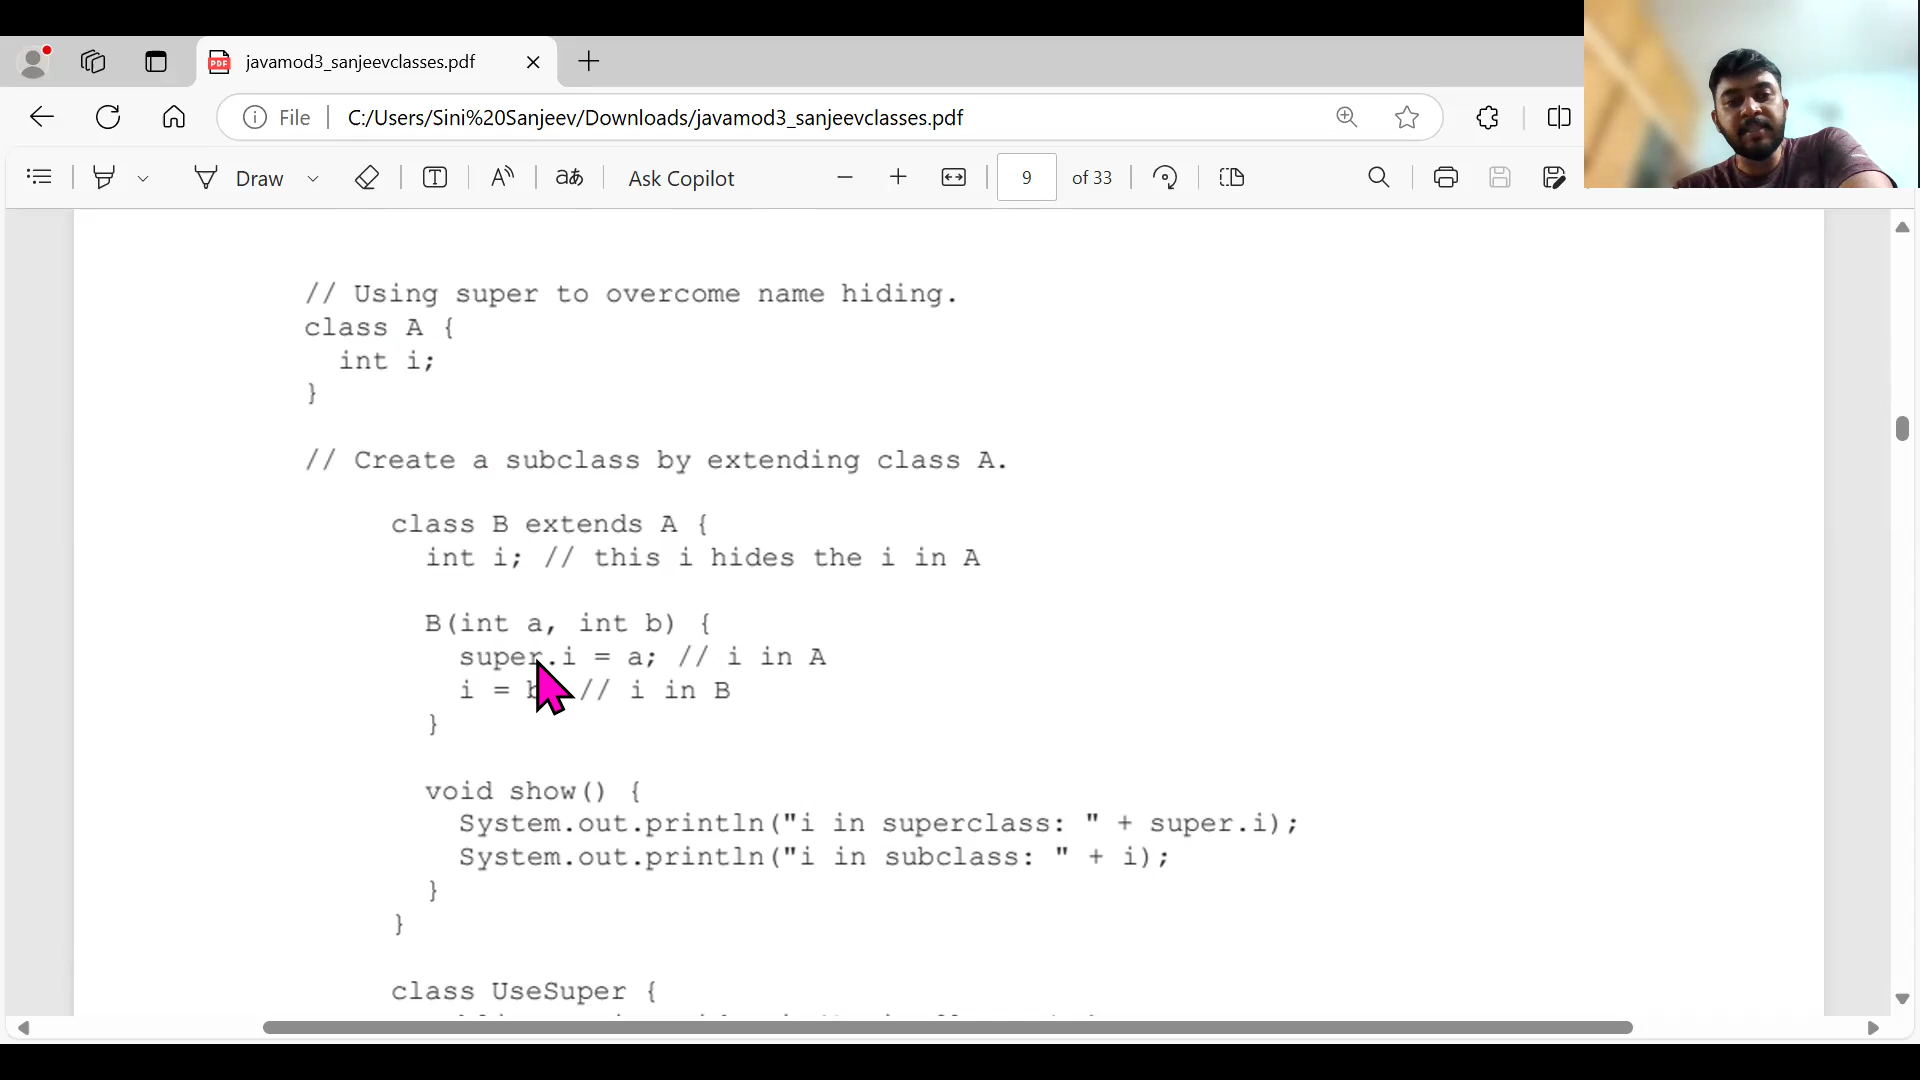 javamod3_sanjeevclasses.pdf
File
C:/Users/Sini%20Sanjeev/Downloads/javamod3_sanjeevclasses.pdf
Draw
aあ
Ask Copilot
9 of 33
// Using super to overcome name hiding.
class A {
int i;
}
// Create a subclass by extending class A.
class B extends A {
int i; // this i hides the i in A
B(int a, int b) {
super.i = a; // i in A
i = b // i in B
}
void show() {
System.out.println("i in superclass: " + super.i);
System.out.println("i in subclass: " + i);
}
}
class UseSuper {